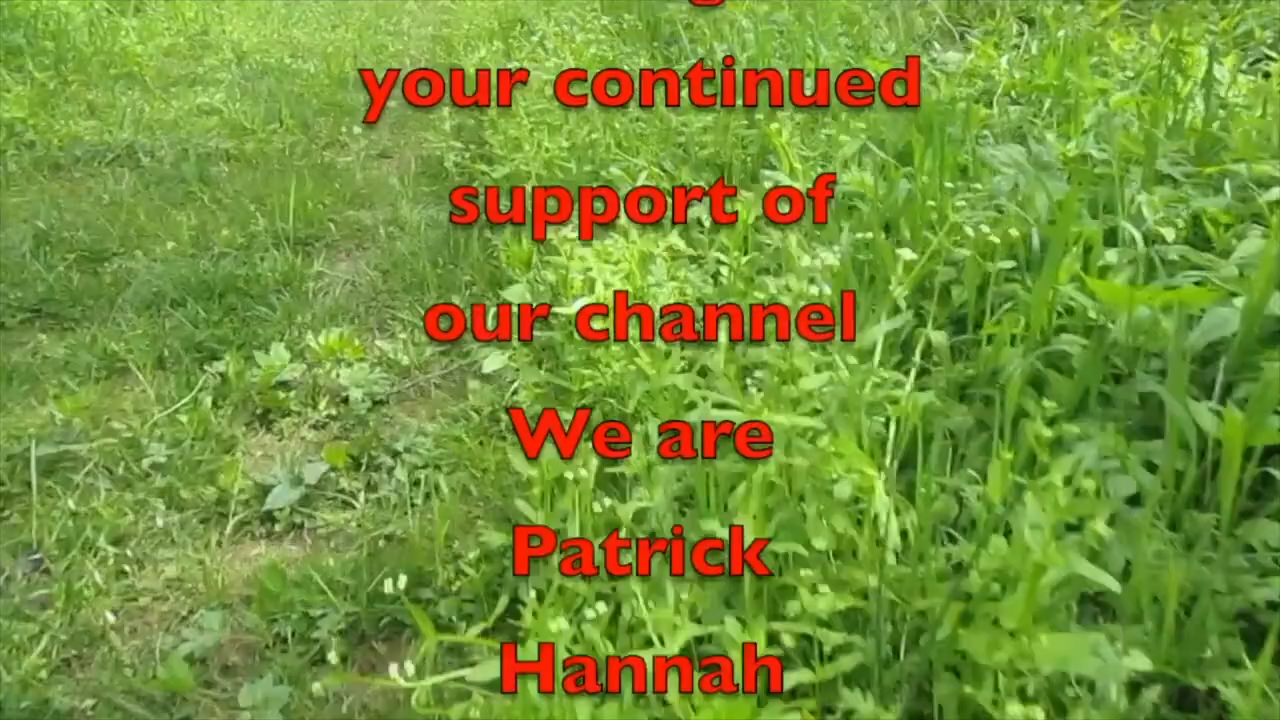 your continued
support of
our channel
We are
Patrick
Hannah